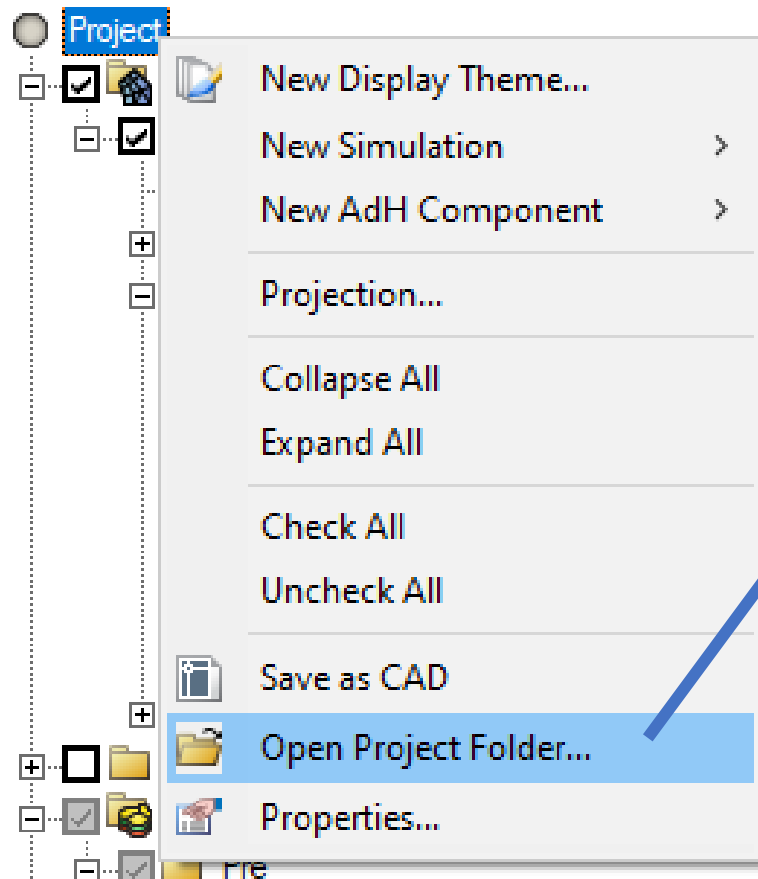 Project
New Display Theme...
New Simulation
New AdH Component
Projection...
Collapse All
Expand All
Check All
Uncheck All
Save as CAD
Open Project Folder...
Properties...
Pre